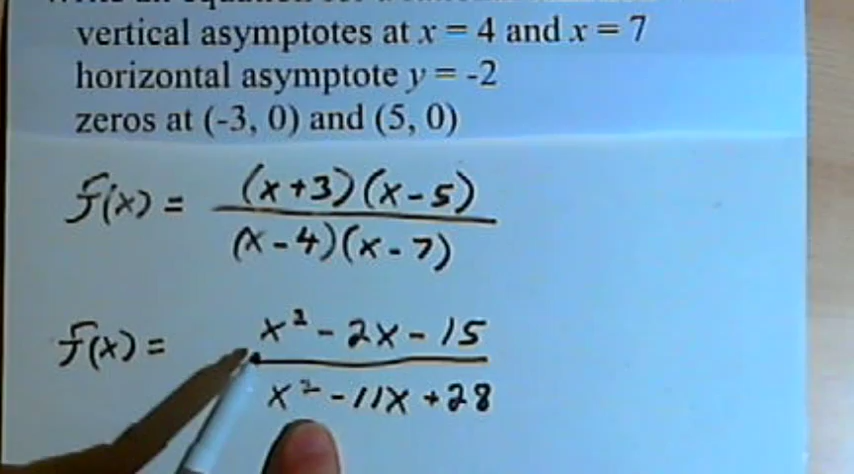 vertical asymptotes at x = 4 and x = 7
horizontal asymptote y = -2
zeros at (-3, 0) and (5, 0)
f(x) = (x+3)(x-5)
(x-4)(x-7)
f(x) = x² - 2x - 15
x² - 11x + 28